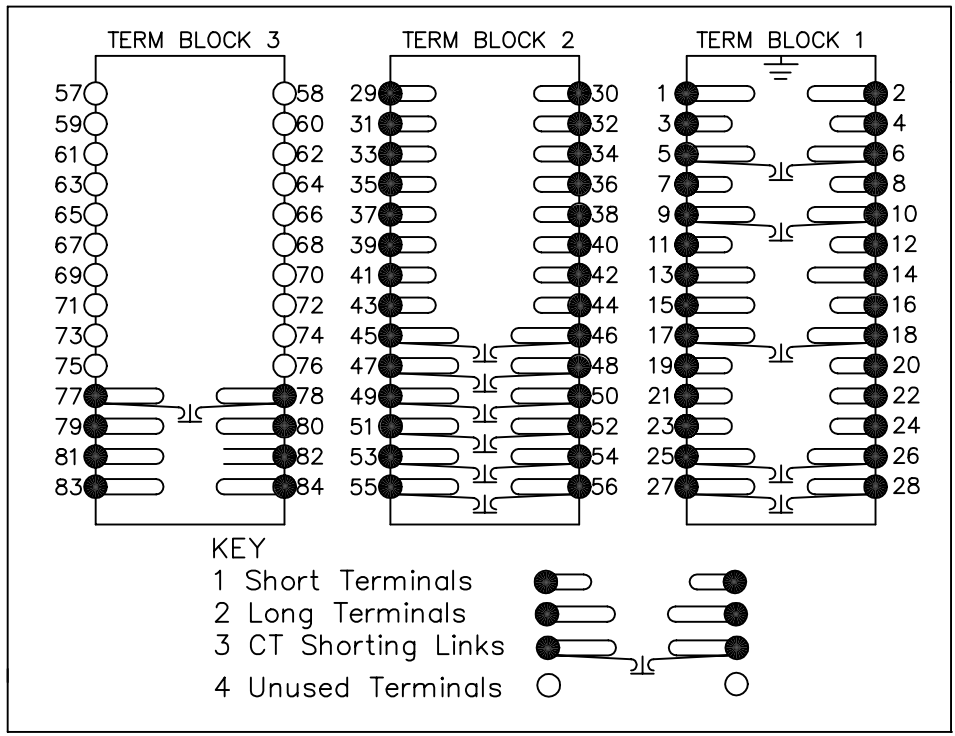 TERM BLOCK 3 TERM BLOCK 2 TERM BLOCK 1
57 58 29 30 1 2
59 60 31 32 3 4
61 62 33 34 5 6
63 64 35 36 7 8
65 66 37 38 9 10
67 68 39 40 11 12
69 70 41 42 13 14
71 72 43 44 15 16
73 74 45 46 17 18
75 76 47 48 19 20
77 78 49 50 21 22
79 80 51 52 23 24
81 82 53 54 25 26
83 84 55 56 27 28
KEY
1 Short Terminals
2 Long Terminals
3 CT Shorting Links
4 Unused Terminals